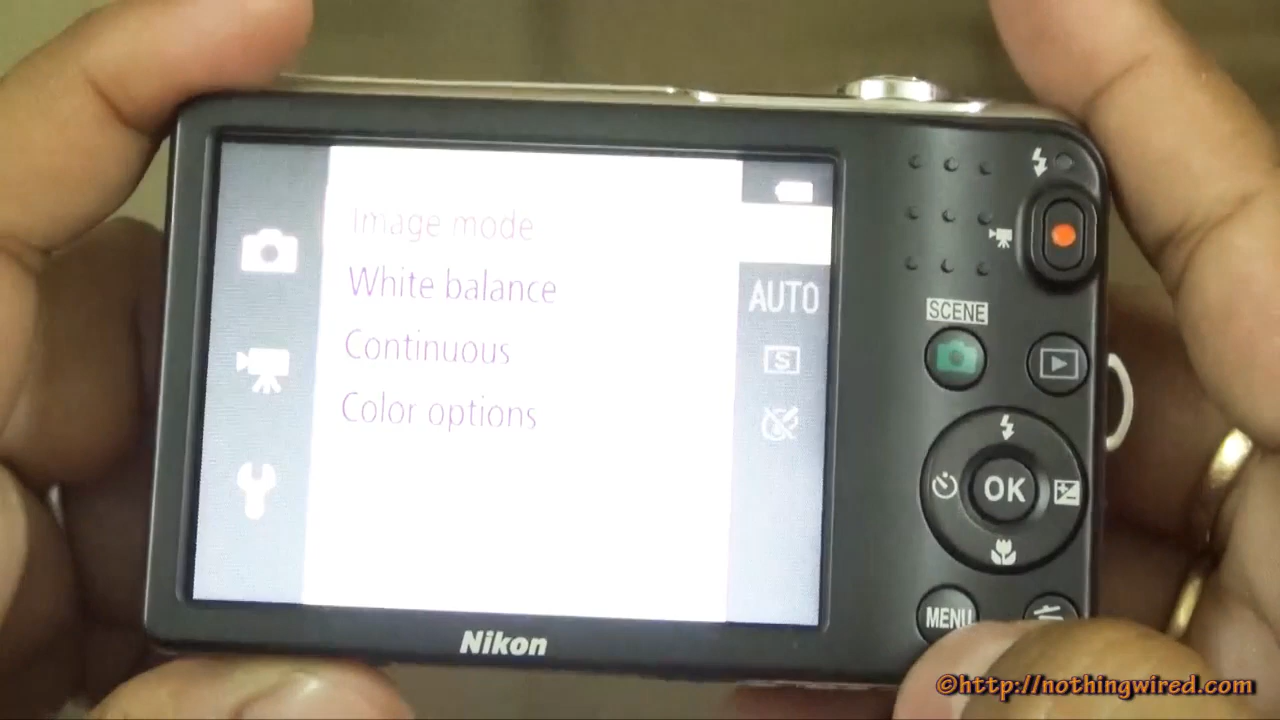 Image mode
White balance
AUTO
Continuous
S
Color options
SCENE
OK
MENU
Nikon
©http://nothingwired.com